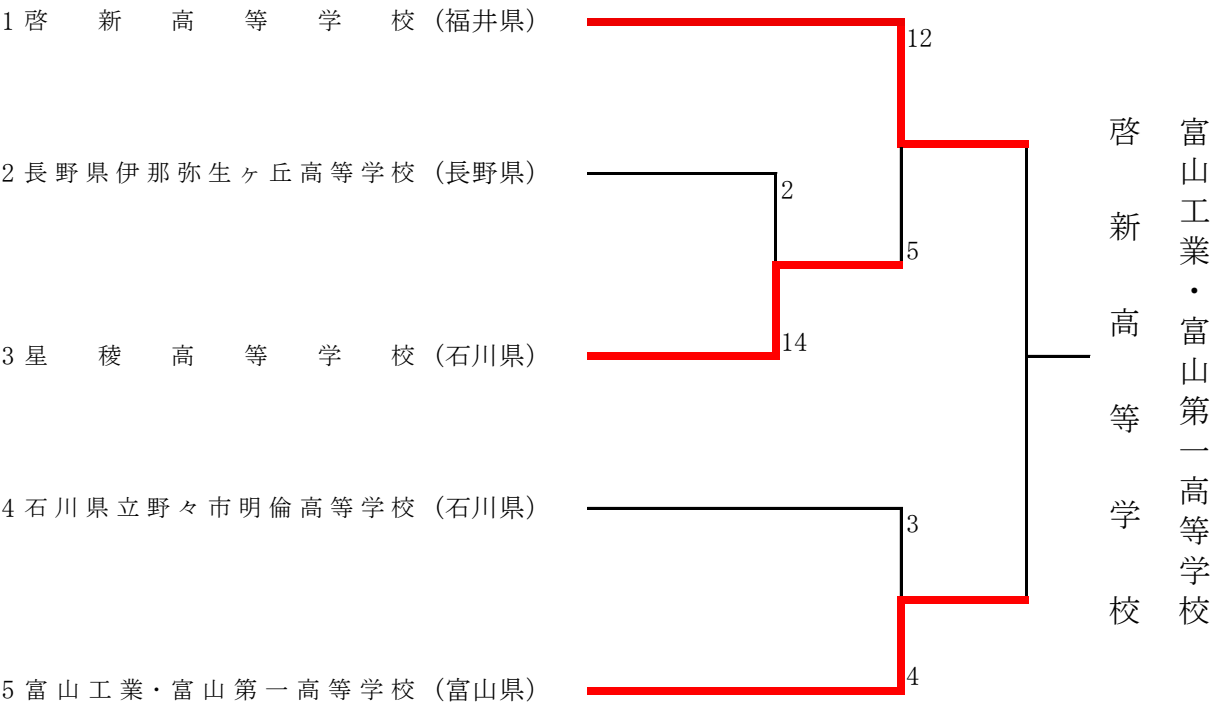 1 啓新高等学校 (福井県)
12
2 長野県伊那弥生ヶ丘高等学校 (長野県)
2
5
3 星稜高等学校 (石川県)
14
4 石川県立野々市明倫高等学校 (石川県)
3
5 富山工業・富山第一高等学校 (富山県)
4
富山工業・富山第一高等学校
啓新高等学校